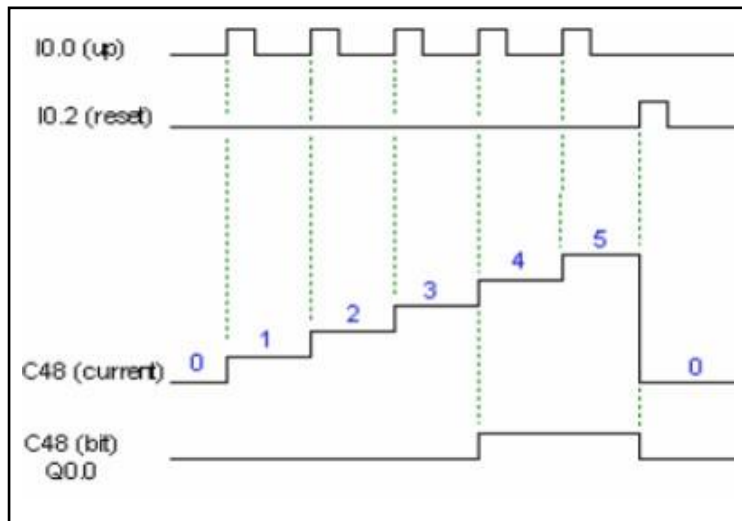 I0.0 (up)
I0.2 (reset)
0
1
2
3
4
5
0
C48 (current)
C48 (bit)
Q0.0